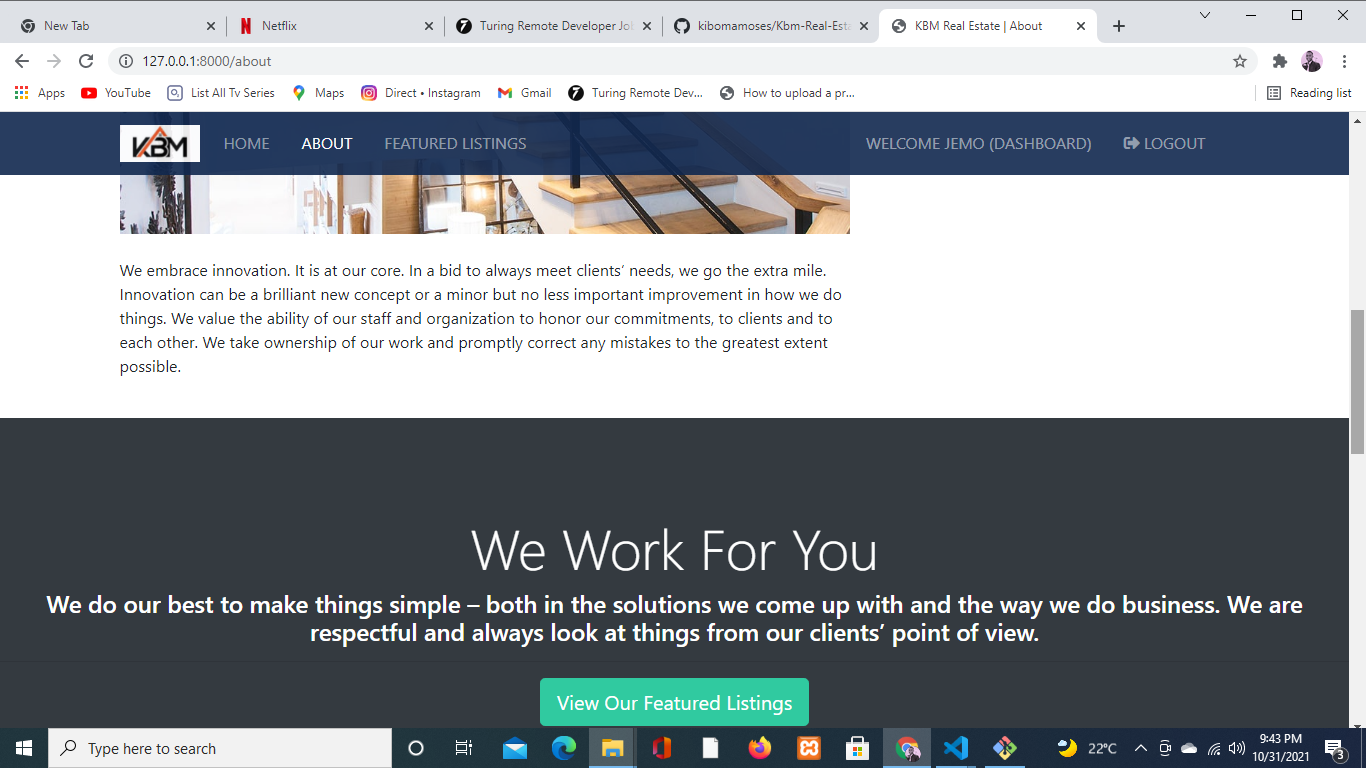 New Tab
Netflix
Turing Remote Developer Jo
kibomamoses/Kbm-Real-Esta
KBM Real Estate | About
127.0.0.1:8000/about
Apps
YouTube
List All Tv Series
Maps
Direct • Instagram
Gmail
Turing Remote Dev...
How to upload a pr...
Reading list
KBM
HOME
ABOUT
FEATURED LISTINGS
WELCOME JEMO (DASHBOARD)
LOGOUT
We embrace innovation. It is at our core. In a bid to always meet clients’ needs, we go the extra mile.
Innovation can be a brilliant new concept or a minor but no less important improvement in how we do
things. We value the ability of our staff and organization to honor our commitments, to clients and to
each other. We take ownership of our work and promptly correct any mistakes to the greatest extent
possible.
We Work For You
We do our best to make things simple – both in the solutions we come up with and the way we do business. We are
respectful and always look at things from our clients’ point of view.
View Our Featured Listings
Type here to search
22°C
9:43 PM
10/31/2021
3